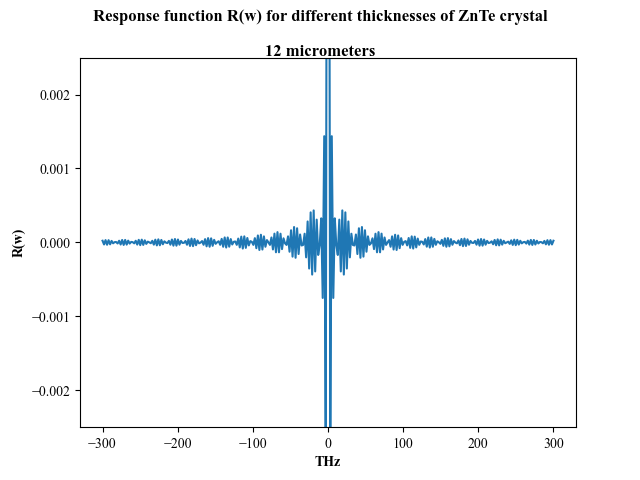 Response function R(w) for different thicknesses of ZnTe crystal
12 micrometers
0.002
0.001
0.000
−0.001
−0.002
R(w)
−300 −200 −100 0 100 200 300
THz